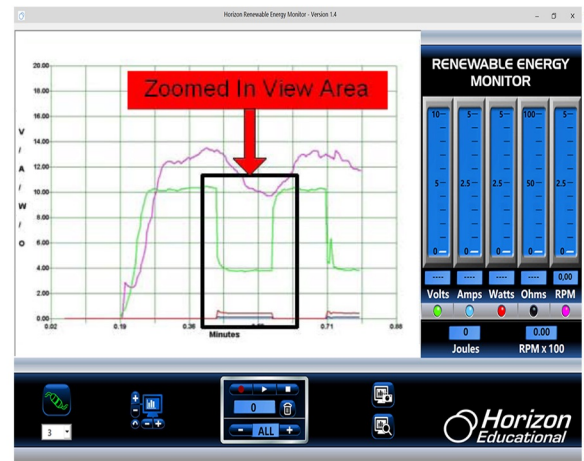 Horizon Renewable Energy Monitor - Version 1.4
Zoomed In View Area
20.00
18.00
16.00
14.00
12.00
10.00
8.00
6.00
4.00
2.00
0.00
V / A / W / O
0.02 0.19 0.36 0.71 0.88
Minutes
RENEWABLE ENERGY
MONITOR
10 5 5 100 5
5 2.5 2.5 50 2.5
0 0 0 0 0
---- ---- ---- ---- 0,00
Volts Amps Watts Ohms RPM
0 0.00
Joules RPM x 100
3
0
ALL
Horizon
Educational